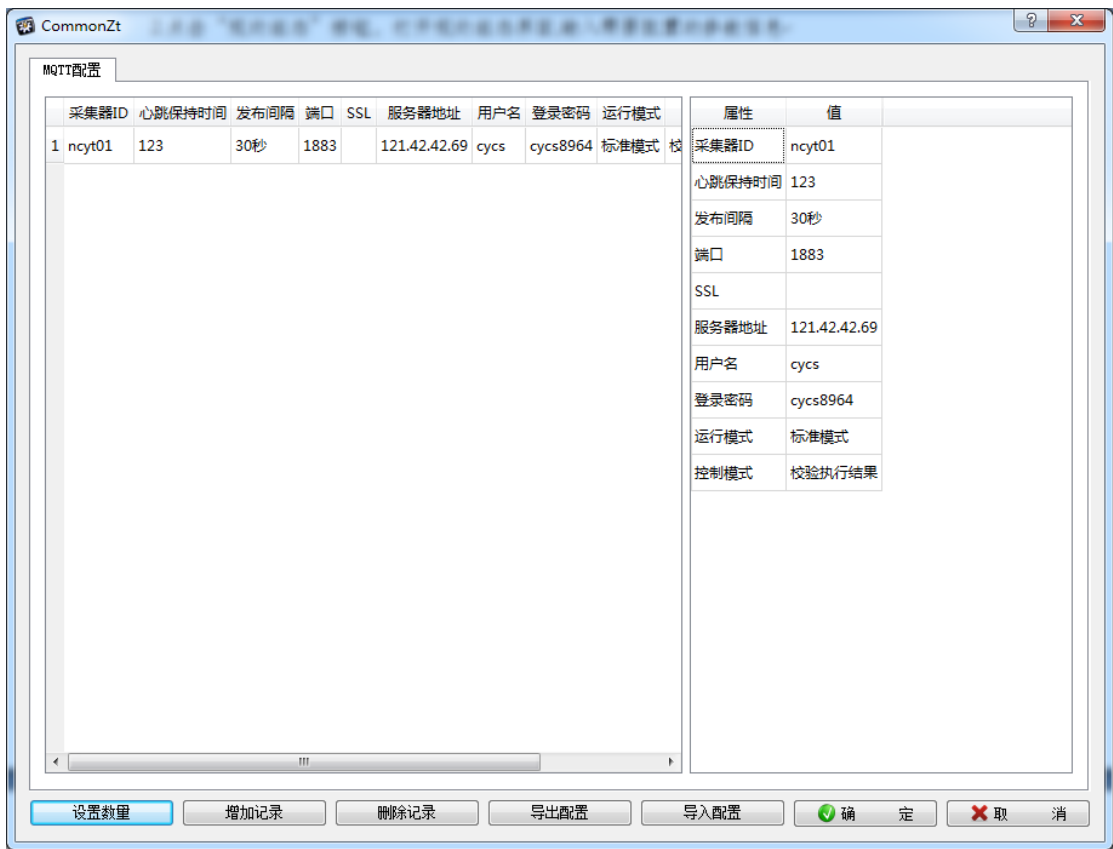 CommonZt
MQTT配置
采集器ID 心跳保持时间 发布间隔 端口 SSL 服务器地址 用户名 登录密码 运行模式
1 ncyt01 123 30秒 1883 121.42.42.69 cycs cycs8964 标准模式 校
属性 值
采集器ID ncyt01
心跳保持时间 123
发布间隔 30秒
端口 1883
SSL
服务器地址 121.42.42.69
用户名 cycs
登录密码 cycs8964
运行模式 标准模式
控制模式 校验执行结果
设置数量 增加记录 删除记录 导出配置 导入配置 确 定 取 消